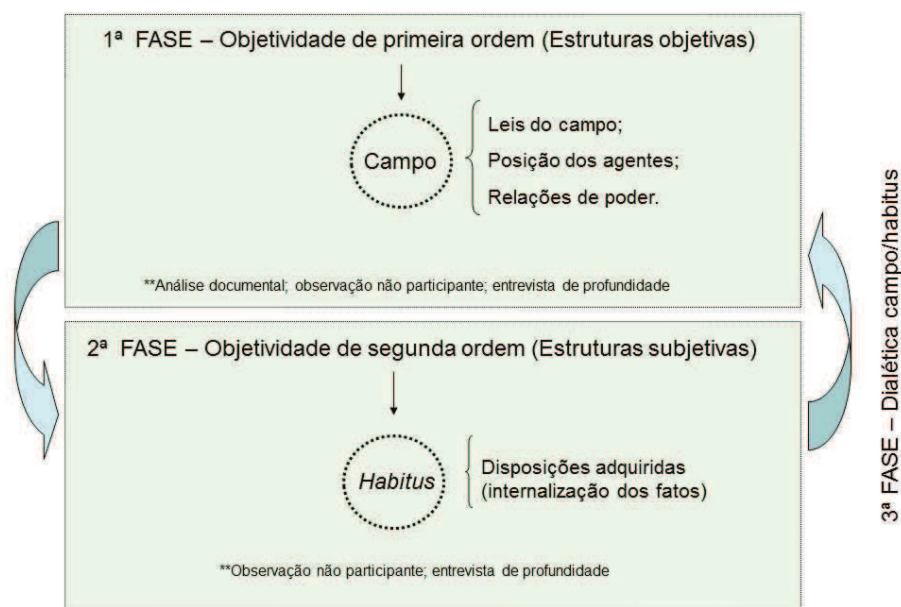 1ª FASE – Objetividade de primeira ordem (Estruturas objetivas)
Campo
Leis do campo;
Posição dos agentes;
Relações de poder.
**Análise documental; observação não participante; entrevista de profundidade
2ª FASE – Objetividade de segunda ordem (Estruturas subjetivas)
Habitus
Disposições adquiridas
(internalização dos fatos)
**Observação não participante; entrevista de profundidade
3ª FASE – Dialética campo/habitus